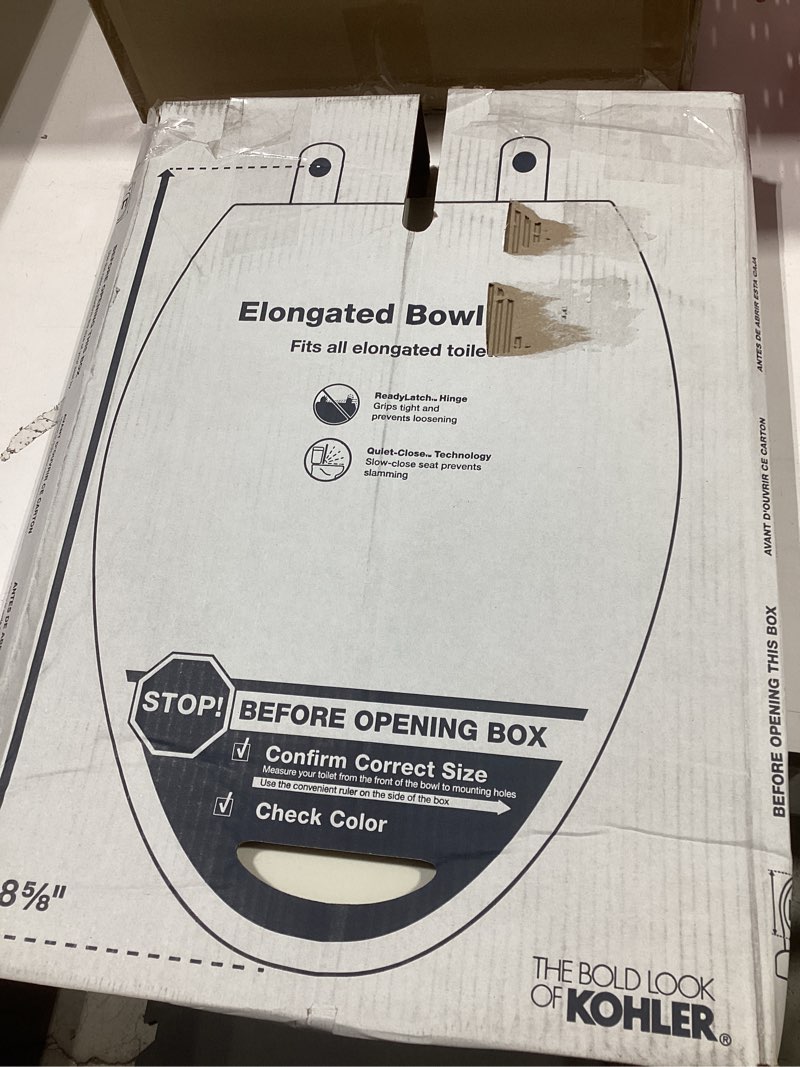 Elongated Bowl
Fits all elongated toile
ReadyLatch™ Hinge
Grips tight and
prevents loosening
Quiet-Close™ Technology
Slow-close seat prevents
slamming
STOP!
BEFORE OPENING BOX
Confirm Correct Size
Measure your toilet from the front of the bowl to mounting holes
Use the convenient ruler on the side of the box
Check Color
8 5/8"
THE BOLD LOOK
OF KOHLER®
ANTES DE ABRIR ESTA CAJA
AVANT D'OUVRIR CE CARTON
BEFORE OPENING THIS BOX